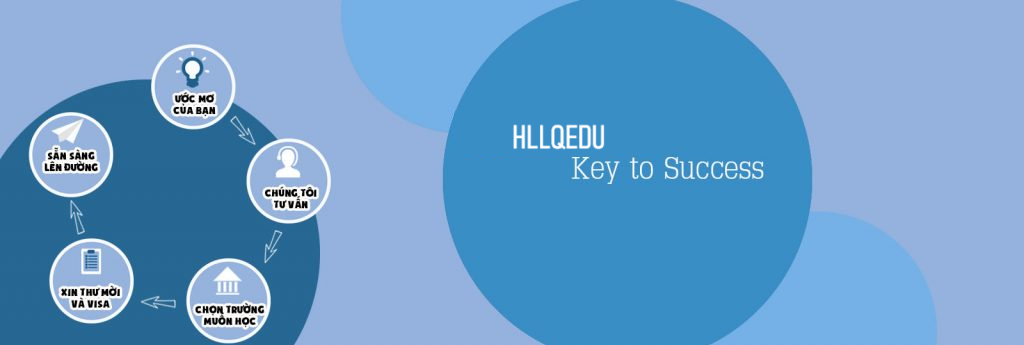 ƯỚC MƠ
CỦA BẠN
CHÚNG TÔI
TƯ VẤN
CHỌN TRƯỜNG
MUỐN HỌC
XIN THƯ MỜI
VÀ VISA
SẴN SÀNG
LÊN ĐƯỜNG
HLLQEDU
Key to Success